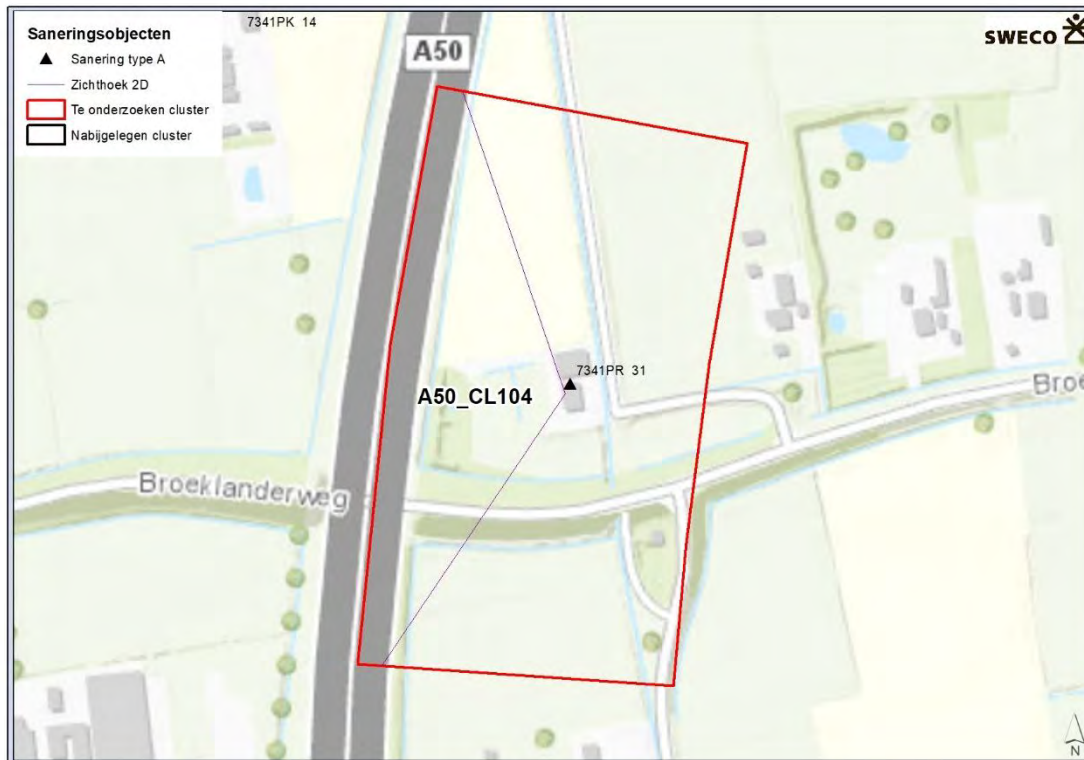 Saneringsobjecten
Sanering type A
Zichthoek 2D
Te onderzoeken cluster
Nabijgelegen cluster
7341PK 14
A50
SWECO
7341PR 31
A50_CL104
Broeklanderweg
Broe
N